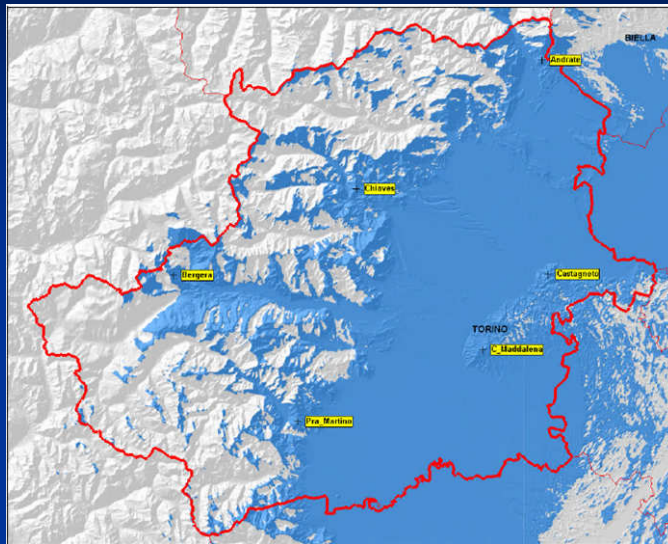 BIELLA
Andrate
Chiaves
Bergera
Castagneto
TORINO
C_Maddalena
Pra_Martino